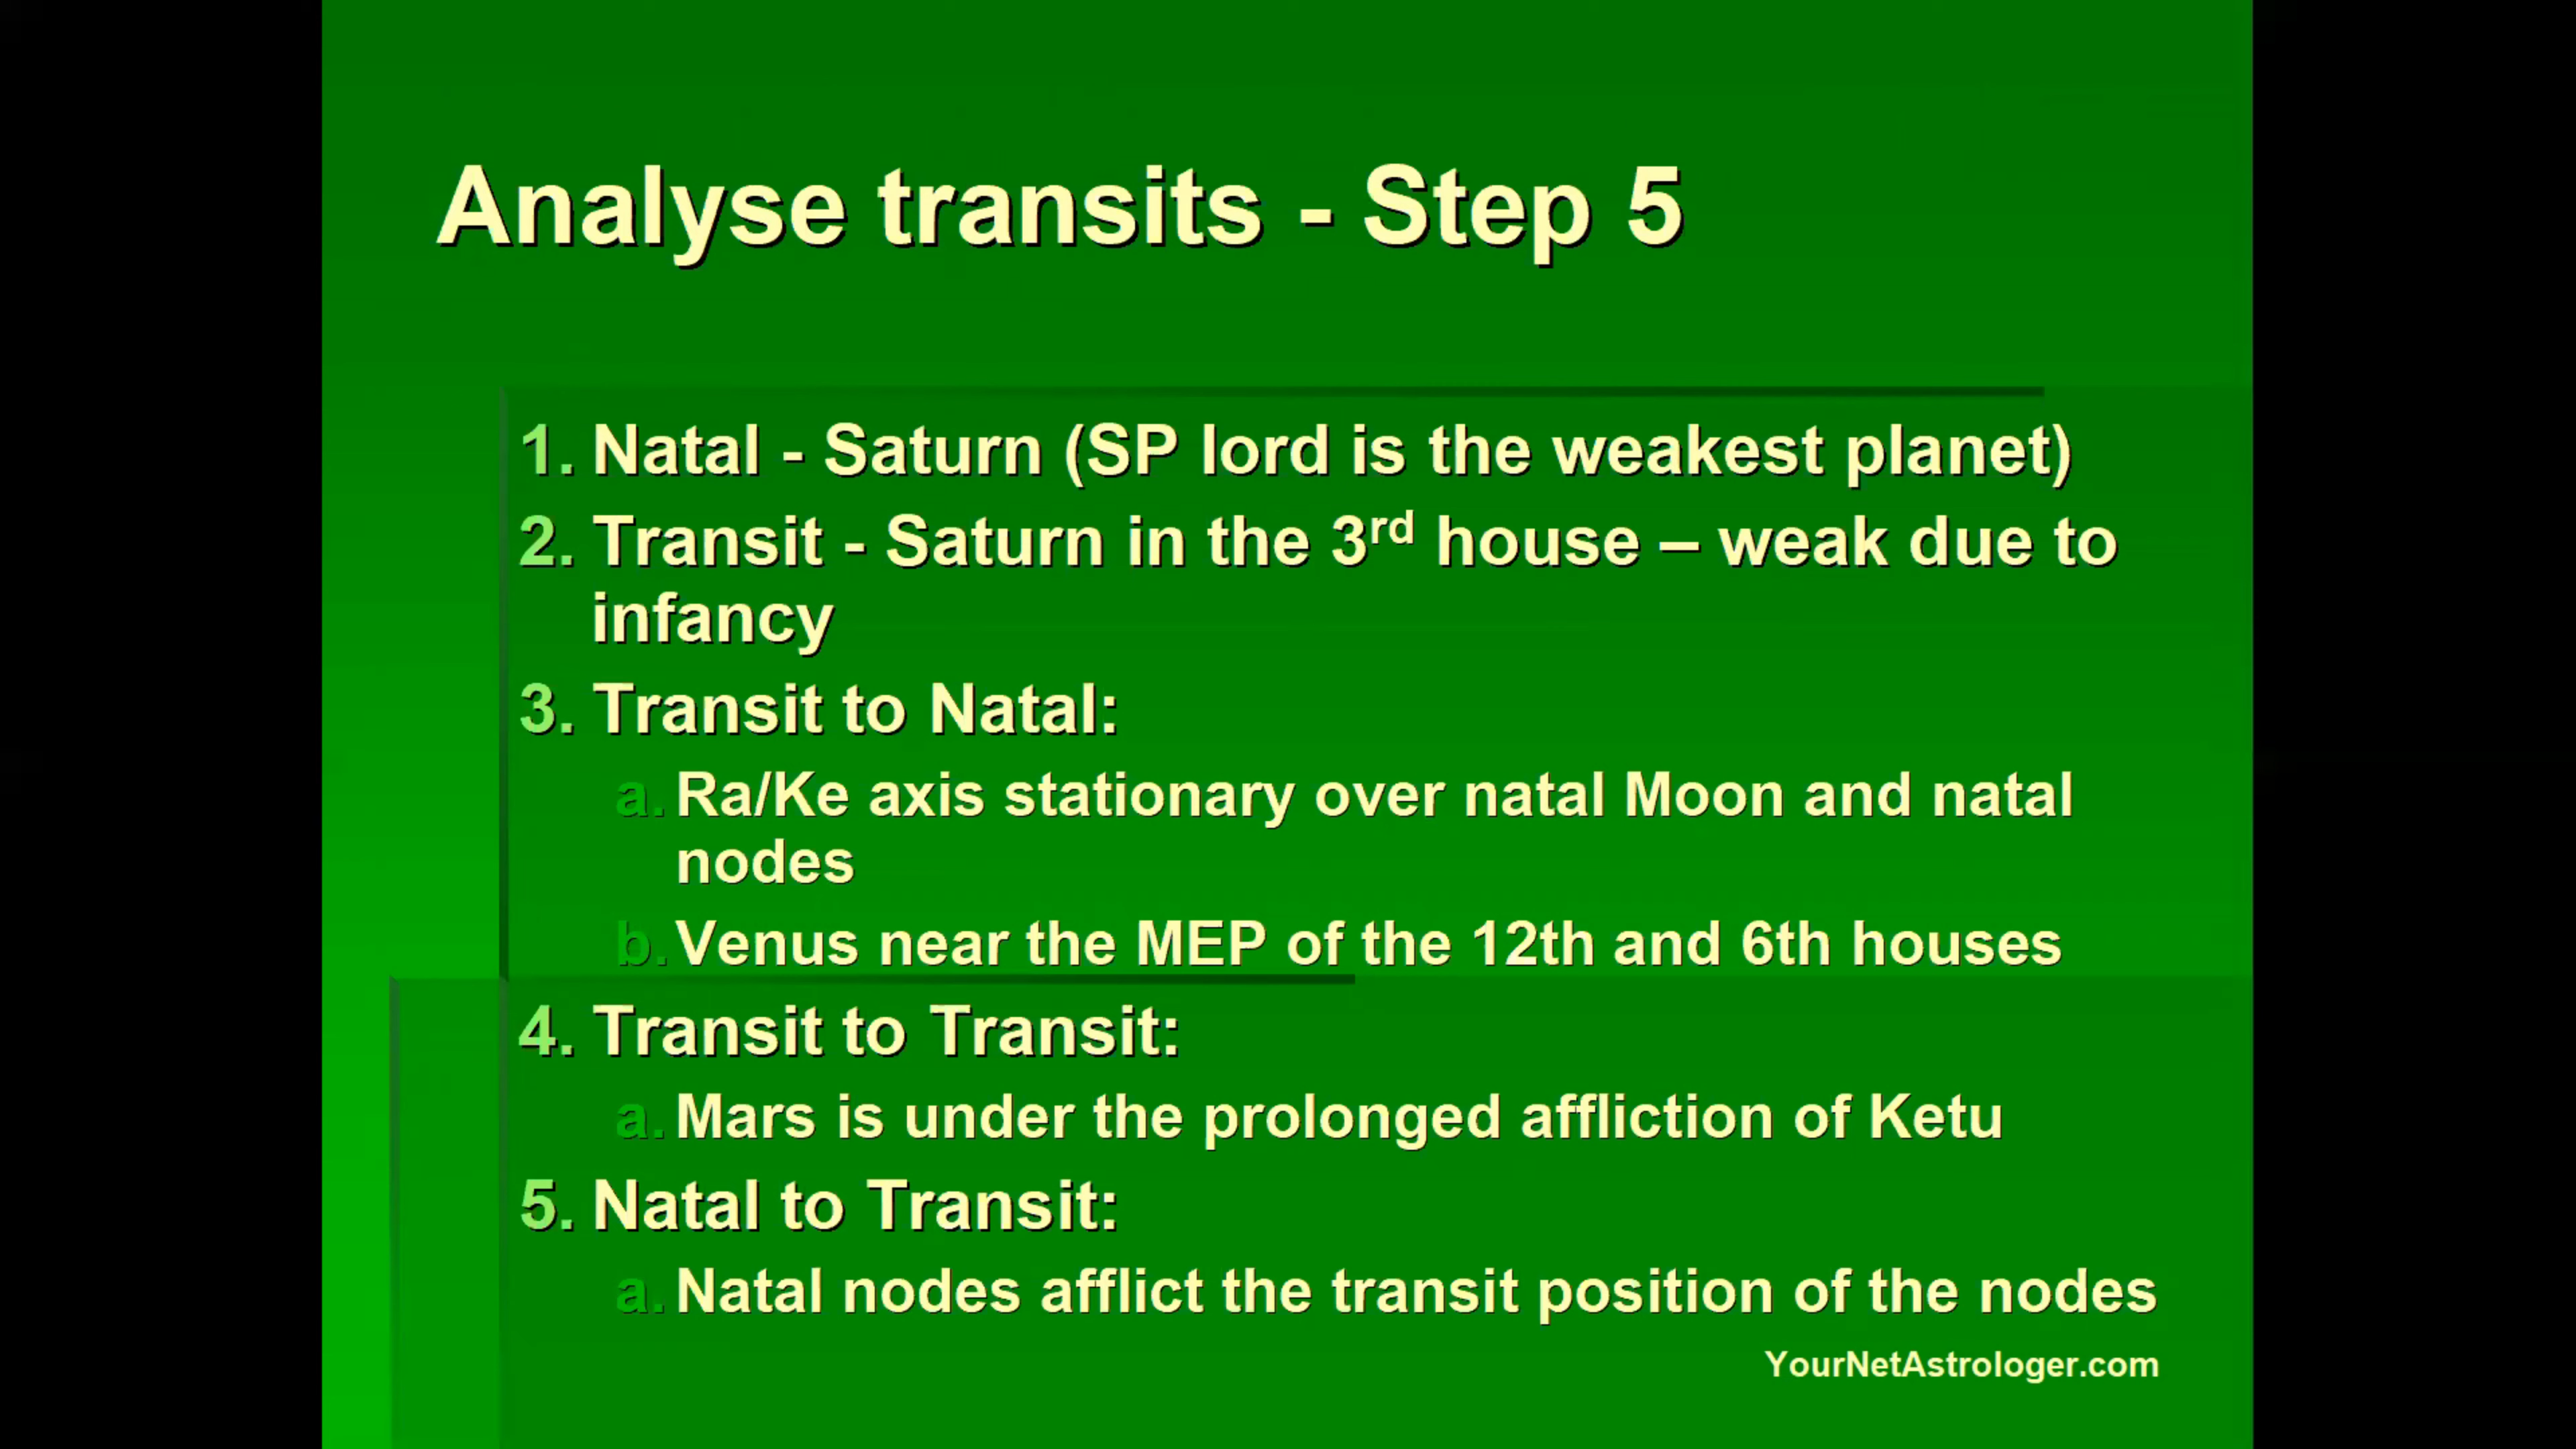 Analyse transits - Step 5
1. Natal - Saturn (SP lord is the weakest planet)
2. Transit - Saturn in the 3rd house – weak due to
infancy
3. Transit to Natal:
a. Ra/Ke axis stationary over natal Moon and natal
nodes
b. Venus near the MEP of the 12th and 6th houses
4. Transit to Transit:
a. Mars is under the prolonged affliction of Ketu
5. Natal to Transit:
a. Natal nodes afflict the transit position of the nodes
YourNetAstrologer.com